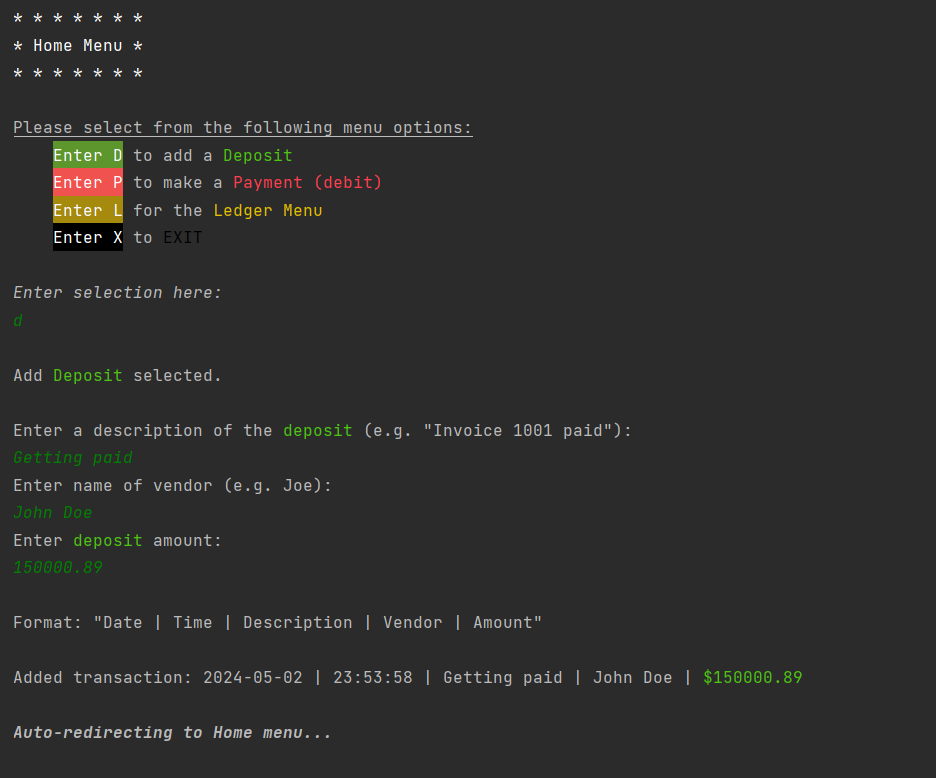 * * * * * * *
* Home Menu *
* * * * * * *
Please select from the following menu options:
Enter D to add a Deposit
Enter P to make a Payment (debit)
Enter L for the Ledger Menu
Enter X to EXIT
Enter selection here:
d
Add Deposit selected.
Enter a description of the deposit (e.g. "Invoice 1001 paid"):
Getting paid
Enter name of vendor (e.g. Joe):
John Doe
Enter deposit amount:
150000.89
Format: "Date | Time | Description | Vendor | Amount"
Added transaction: 2024-05-02 | 23:53:58 | Getting paid | John Doe | $150000.89
Auto-redirecting to Home menu...